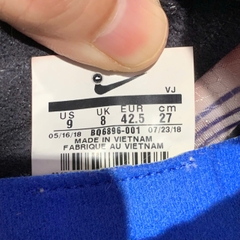 VJ
US UK EUR cm
9 8 42.5 27
05/16/18 BQ6896-001 07/23/18
MADE IN VIETNAM
FABRIQUE AU VIETNAM